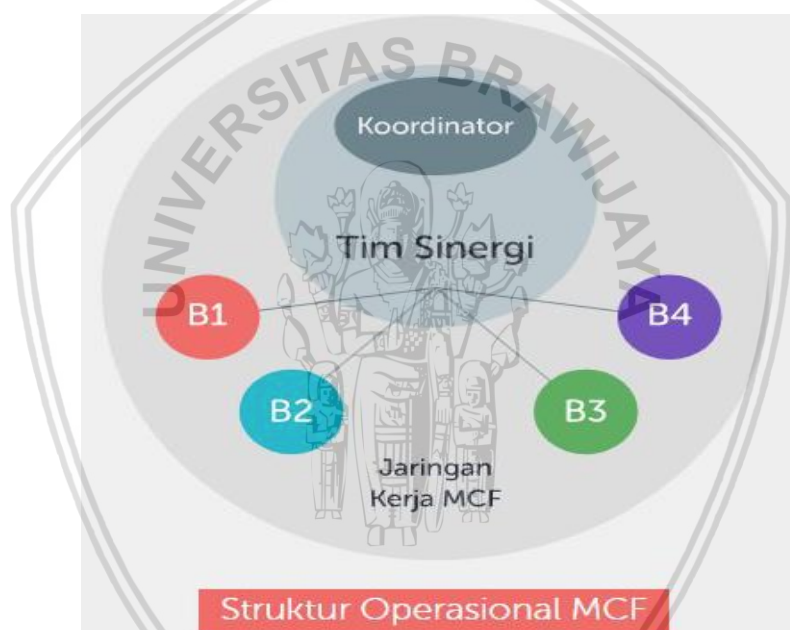 UNIVERSITAS BRAWIJAYA
Koordinator
Tim Sinergi
B1
B4
B2
B3
Jaringan
Kerja MCF
Struktur Operasional MCF